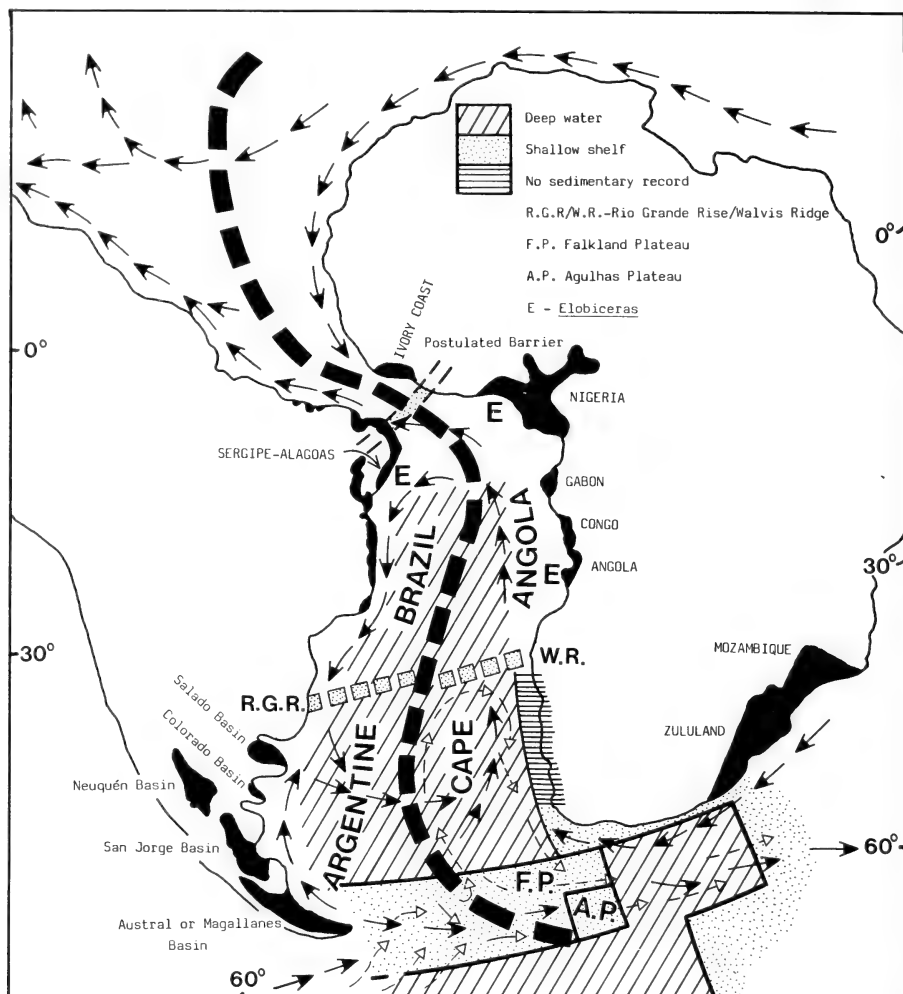 Deep water
Shallow shelf
No sedimentary record
R.G.R/W.R.-Rio Grande Rise/Walvis Ridge
F.P. Falkland Plateau
A.P. Agulhas Plateau
E - Elobiceras
0°
0°
IVORY COAST
Postulated Barrier
NIGERIA
E
SERGIPE-ALAGOAS
E
GABON
BRAZIL
ANGOLA
CONGO
E
ANGOLA
30°
30°
W.R.
MOZAMBIQUE
R.G.R.
Salado Basin
Colorado Basin
ZULULAND
Neuquén Basin
ARGENTINE
CAPE
San Jorge Basin
60°
F.P.
A.P.
Austral or Magallanes
Basin
60°